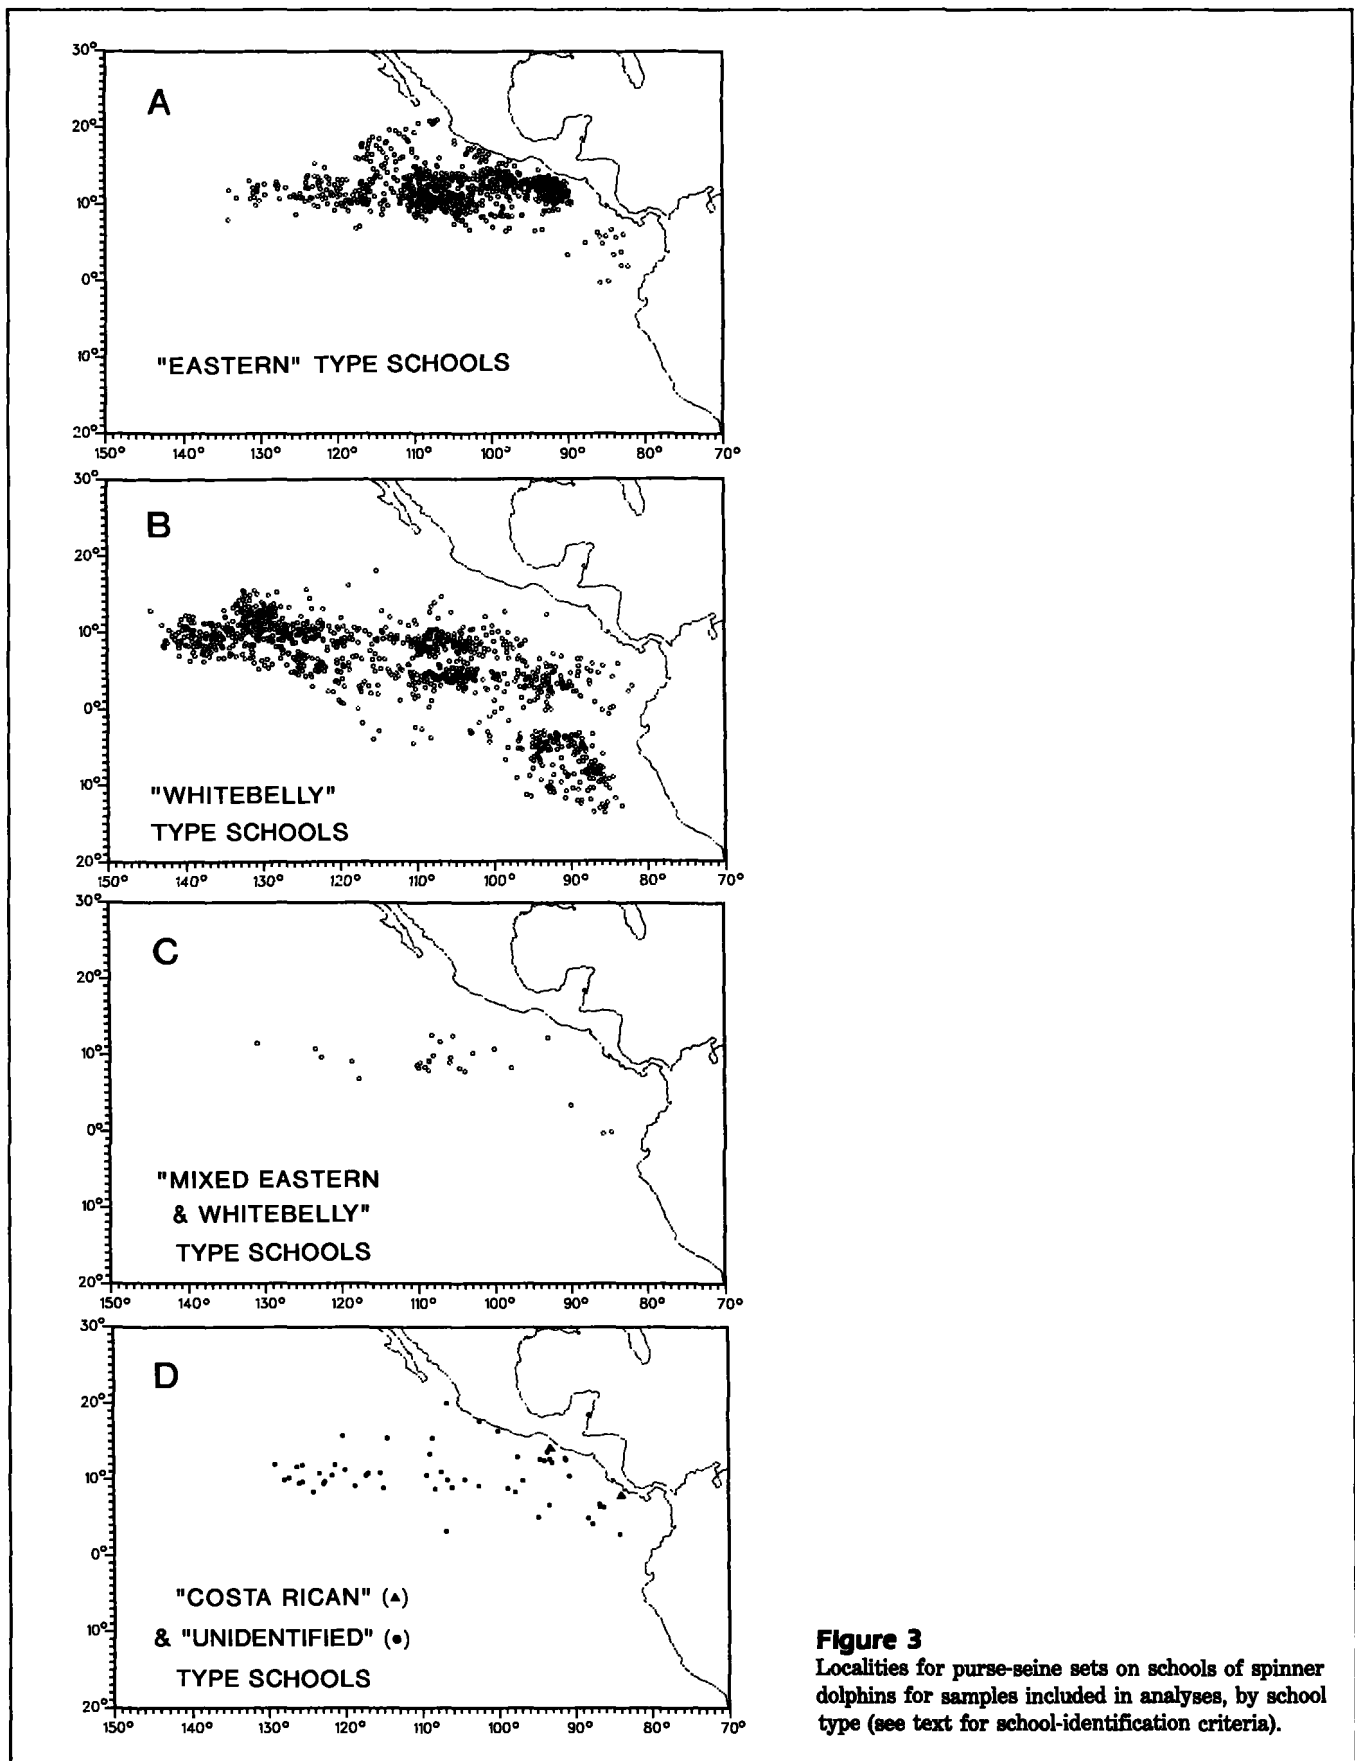 30°
A
20°
10°
0°
10°
"EASTERN" TYPE SCHOOLS
20°
150° 140° 130° 120° 110° 100° 90° 80° 70°
30°
B
20°
10°
0°
10°
"WHITEBELLY"
TYPE SCHOOLS
20°
150° 140° 130° 120° 110° 100° 90° 80° 70°
30°
C
20°
10°
0°
"MIXED EASTERN
10°
& WHITEBELLY"
TYPE SCHOOLS
20°
150° 140° 130° 120° 110° 100° 90° 80° 70°
30°
D
20°
10°
0°
"COSTA RICAN" (▲)
10°
& "UNIDENTIFIED" (●)
TYPE SCHOOLS
20°
150° 140° 130° 120° 110° 100° 90° 80° 70°
Figure 3
Localities for purse-seine sets on schools of spinner
dolphins for samples included in analyses, by school
type (see text for school-identification criteria).